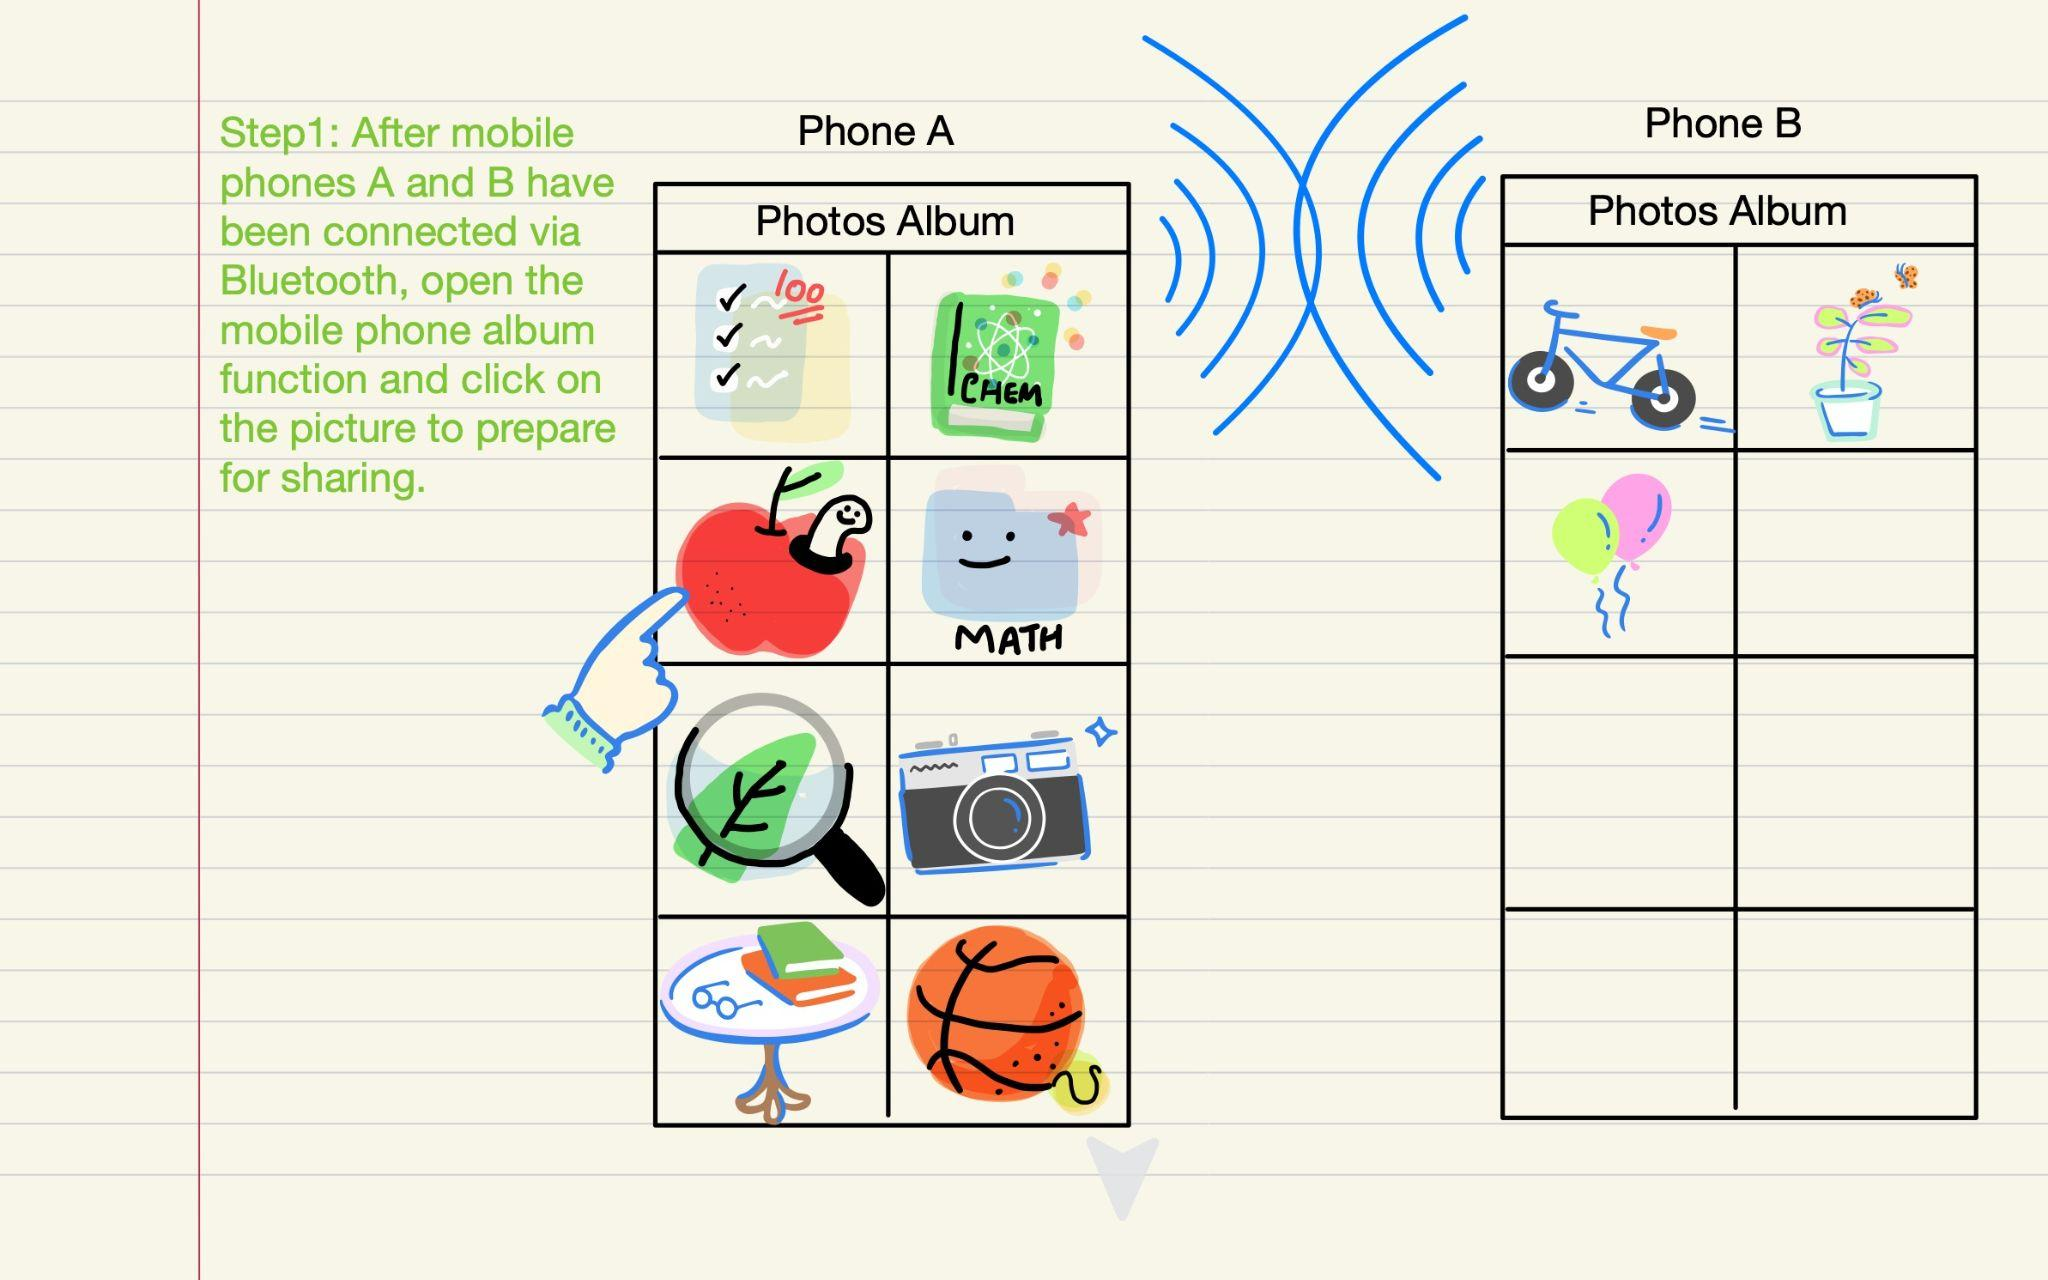 Step1: After mobile
phones A and B have
been connected via
Bluetooth, open the
mobile phone album
function and click on
the picture to prepare
for sharing.
Phone A
Photos Album
100
CHEM
MATH
Phone B
Photos Album